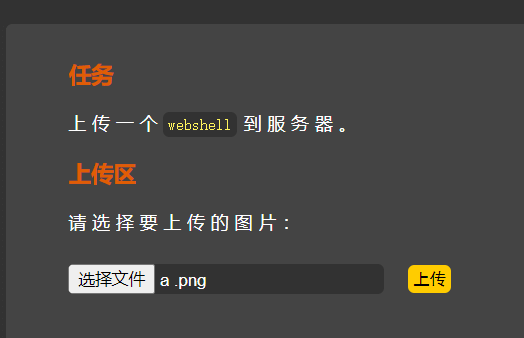 任务
上传一个 webshell 到服务器。
上传区
请选择要上传的图片：
选择文件 a .png 上传